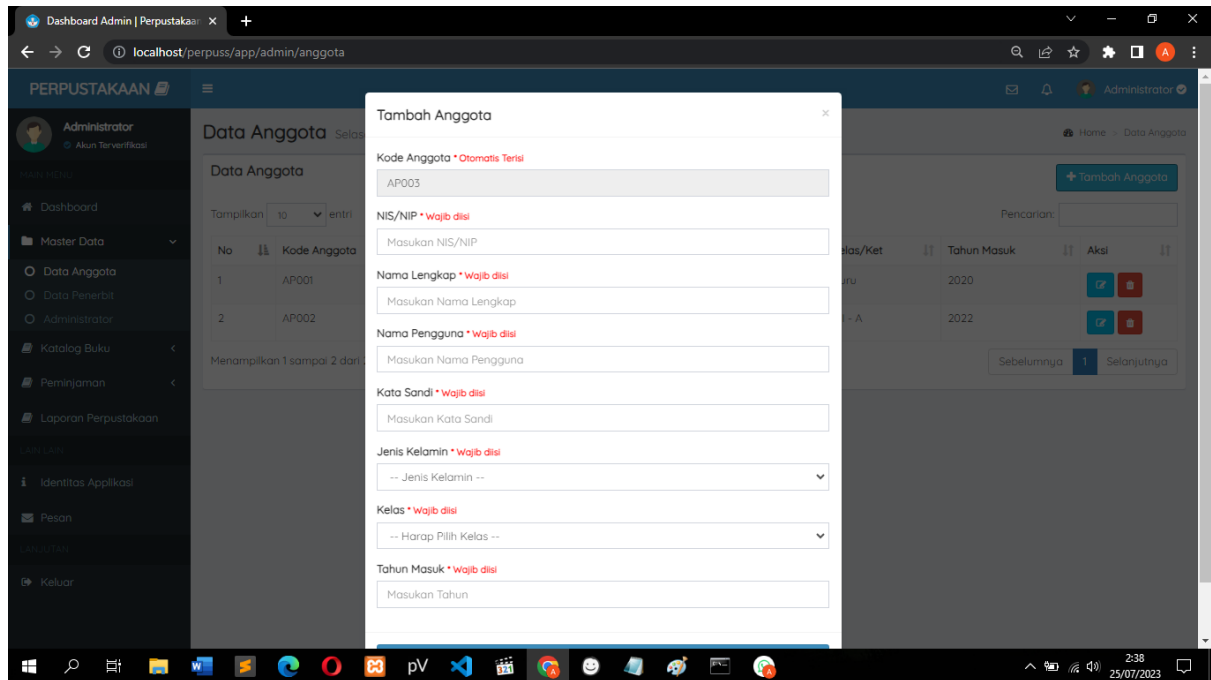 Dashboard Admin | Perpustakaan
localhost/perpuss/app/admin/anggota
A
PERPUSTAKAAN
Administrator
Administrator
Akun Terverifikasi
MAIN MENU
Dashboard
Master Data
Data Anggota
Data Penerbit
Administrator
Katalog Buku
Peminjaman
Laporan Perpustakaan
LAIN LAIN
Identitas Applikasi
Pesan
LANJUTAN
Keluar
Data Anggota
Home > Data Anggota
Data Anggota
Tambah Anggota
Tampilkan 10 entri
Pencarian:
No Kode Anggota Tahun Masuk Aksi
1 AP001 2020
2 AP002 - A 2022
Menampilkan 1 sampai 2 dari
Sebelumnya 1 Selanjutnya
Tambah Anggota ×
Kode Anggota * Otomatis Terisi
AP003
NIS/NIP * Wajib diisi
Masukan NIS/NIP
Nama Lengkap * Wajib diisi
Masukan Nama Lengkap
Nama Pengguna * Wajib diisi
Masukan Nama Pengguna
Kata Sandi * Wajib diisi
Masukan Kata Sandi
Jenis Kelamin * Wajib diisi
-- Jenis Kelamin --
Kelas * Wajib diisi
-- Harap Pilih Kelas --
Tahun Masuk * Wajib diisi
Masukan Tahun
pV
2:38
25/07/2023